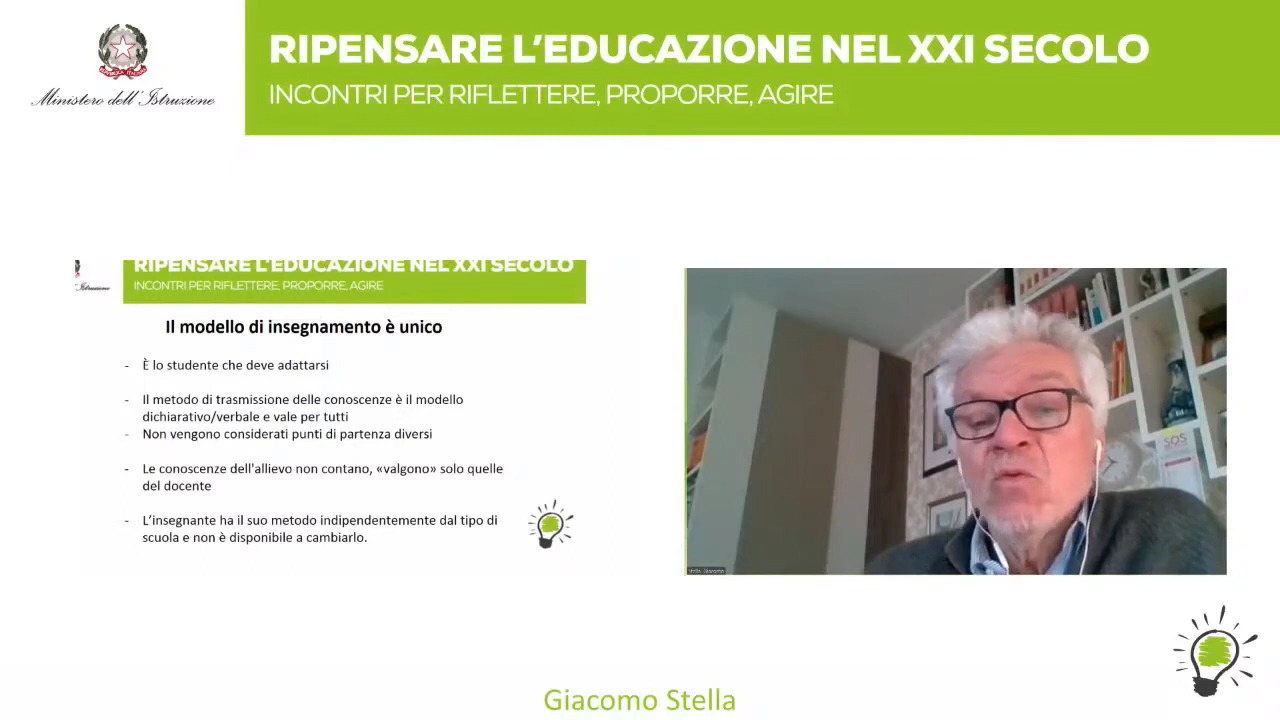 RIPENSARE L'EDUCAZIONE NEL XXI SECOLO
INCONTRI PER RIFLETTERE, PROPORRE, AGIRE
Ministero dell'Istruzione
RIPENSARE L'EDUCAZIONE NEL XXI SECOLO
INCONTRI PER RIFLETTERE, PROPORRE, AGIRE
Il modello di insegnamento è unico
- È lo studente che deve adattarsi
- Il metodo di trasmissione delle conoscenze è il modello
dichiarativo/verbale e vale per tutti
- Non vengono considerati punti di partenza diversi
- Le conoscenze dell'allievo non contano, «valgono» solo quelle
del docente
- L’insegnante ha il suo metodo indipendentemente dal tipo di
scuola e non è disponibile a cambiarlo.
SOS
Giacomo Stella